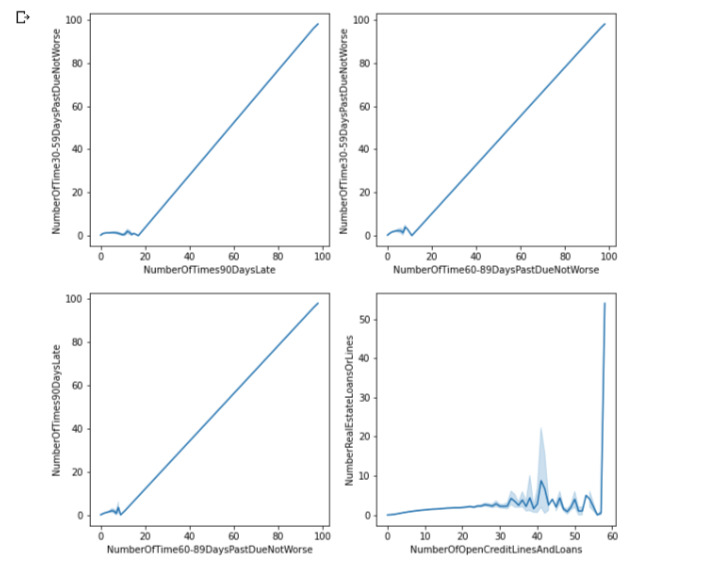 100
80
60
40
20
0
NumberOfTime30-59DaysPastDueNotWorse
0 20 40 60 80 100
NumberOfTimes90DaysLate
100
80
60
40
20
0
NumberOfTime30-59DaysPastDueNotWorse
0 20 40 60 80 100
NumberOfTime60-89DaysPastDueNotWorse
100
80
60
40
20
0
NumberOfTimes90DaysLate
0 20 40 60 80 100
NumberOfTime60-89DaysPastDueNotWorse
50
40
30
20
10
0
NumberRealEstateLoansOrLines
0 10 20 30 40 50 60
NumberOfOpenCreditLinesAndLoans